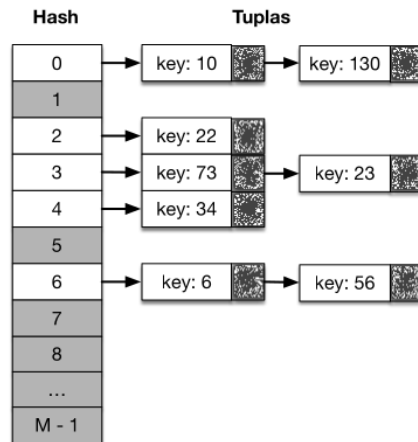 Hash Tuplas
0 key: 10 key: 130
1
2 key: 22
3 key: 73 key: 23
4 key: 34
5
6 key: 6 key: 56
7
8
...
M - 1